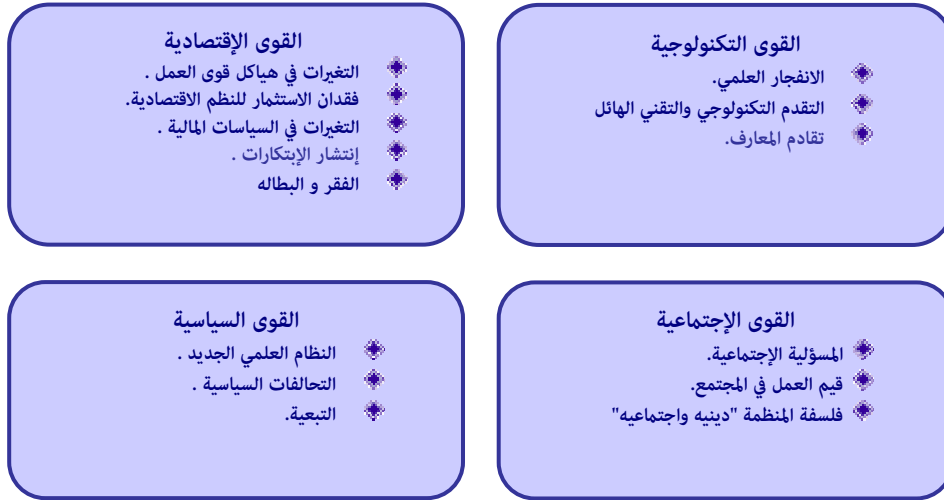 القوى التكنولوجية
الانفجار العلمي.
التقدم التكنولوجي والتقني الهائل
تقادم المعارف.
القوى الإقتصادية
التغيرات في هياكل قوى العمل .
فقدان الاستثمار للنظم الاقتصادية.
التغيرات في السياسات المالية .
إنتشار الإبتكارات .
الفقر و البطاله
القوى الإجتماعية
المسؤلية الإجتماعية.
قيم العمل في المجتمع.
فلسفة المنظمة "دينيه واجتماعيه"
القوى السياسية
النظام العلمي الجديد .
التحالفات السياسية .
التبعية.